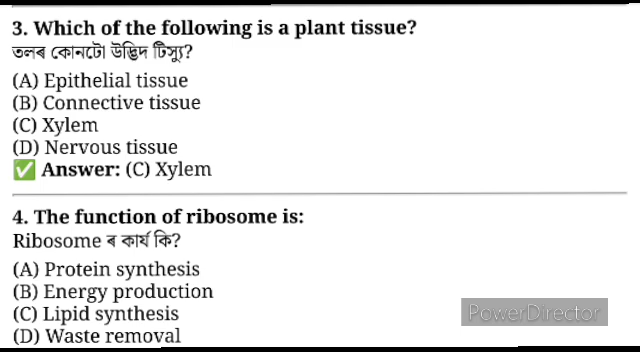 3. Which of the following is a plant tissue?
তলৰ কোনটো উদ্ভিদ টিস্যু?
(A) Epithelial tissue
(B) Connective tissue
(C) Xylem
(D) Nervous tissue
✅ Answer: (C) Xylem
4. The function of ribosome is:
Ribosome ৰ কাৰ্য কি?
(A) Protein synthesis
(B) Energy production
(C) Lipid synthesis
PowerDirector
(D) Waste removal